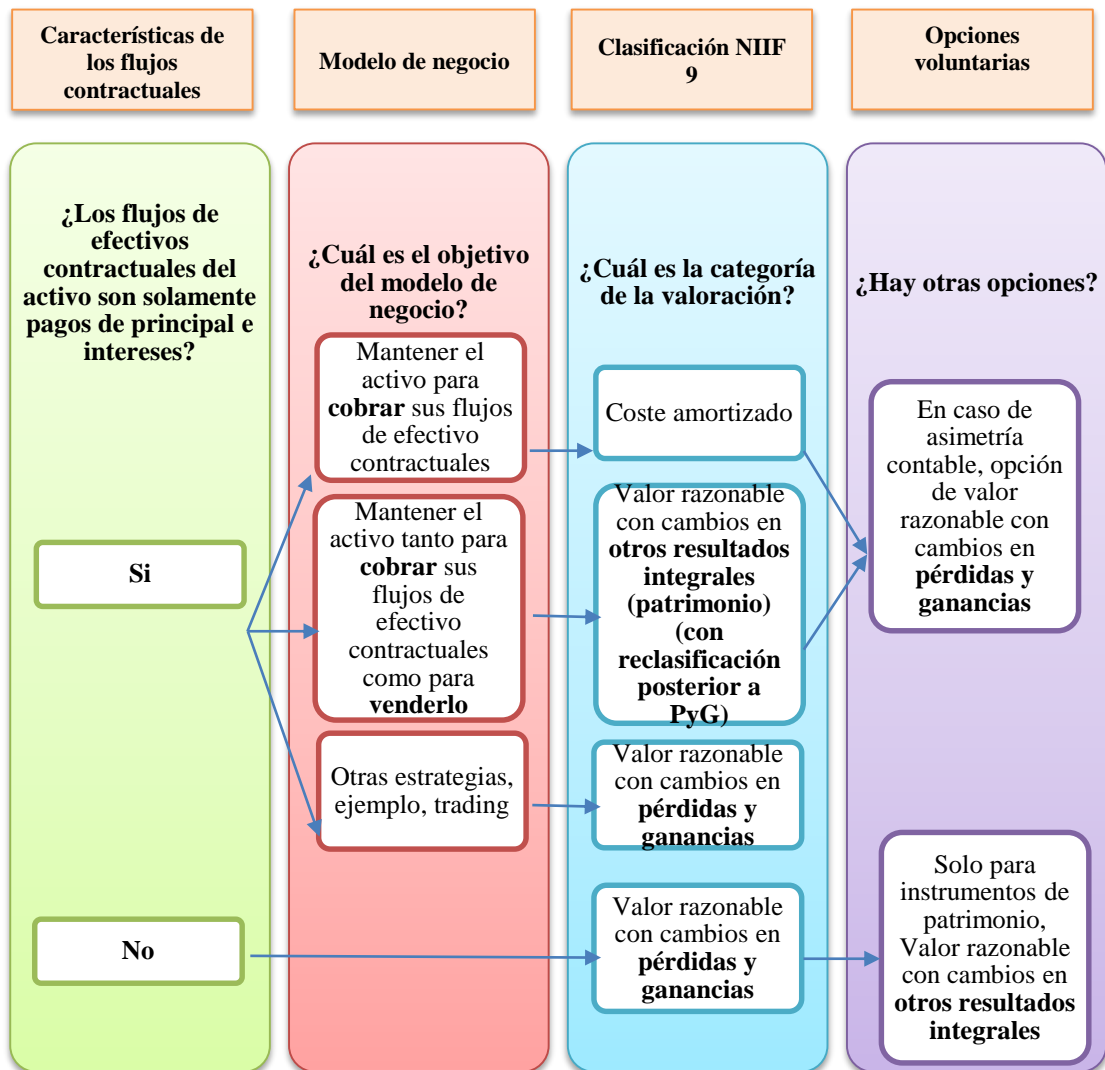 Características de
los flujos
contractuales
Modelo de negocio
Clasificación NIIF
9
Opciones
voluntarias
¿Los flujos de
efectivos
contractuales del
activo son solamente
pagos de principal e
intereses?
Si
No
¿Cuál es el objetivo
del modelo de
negocio?
Mantener el
activo para
cobrar sus flujos
de efectivo
contractuales
Mantener el
activo tanto para
cobrar sus
flujos de
efectivo
contractuales
como para
venderlo
Otras estrategias,
ejemplo, trading
¿Cuál es la categoría
de la valoración?
Coste amortizado
Valor razonable
con cambios en
otros resultados
integrales
(patrimonio)
(con
reclasificación
posterior a
PyG)
Valor razonable
con cambios en
pérdidas y
ganancias
Valor razonable
con cambios en
pérdidas y
ganancias
¿Hay otras opciones?
En caso de
asimetría
contable, opción
de valor
razonable con
cambios en
pérdidas y
ganancias
Solo para
instrumentos de
patrimonio,
Valor razonable
con cambios en
otros resultados
integrales